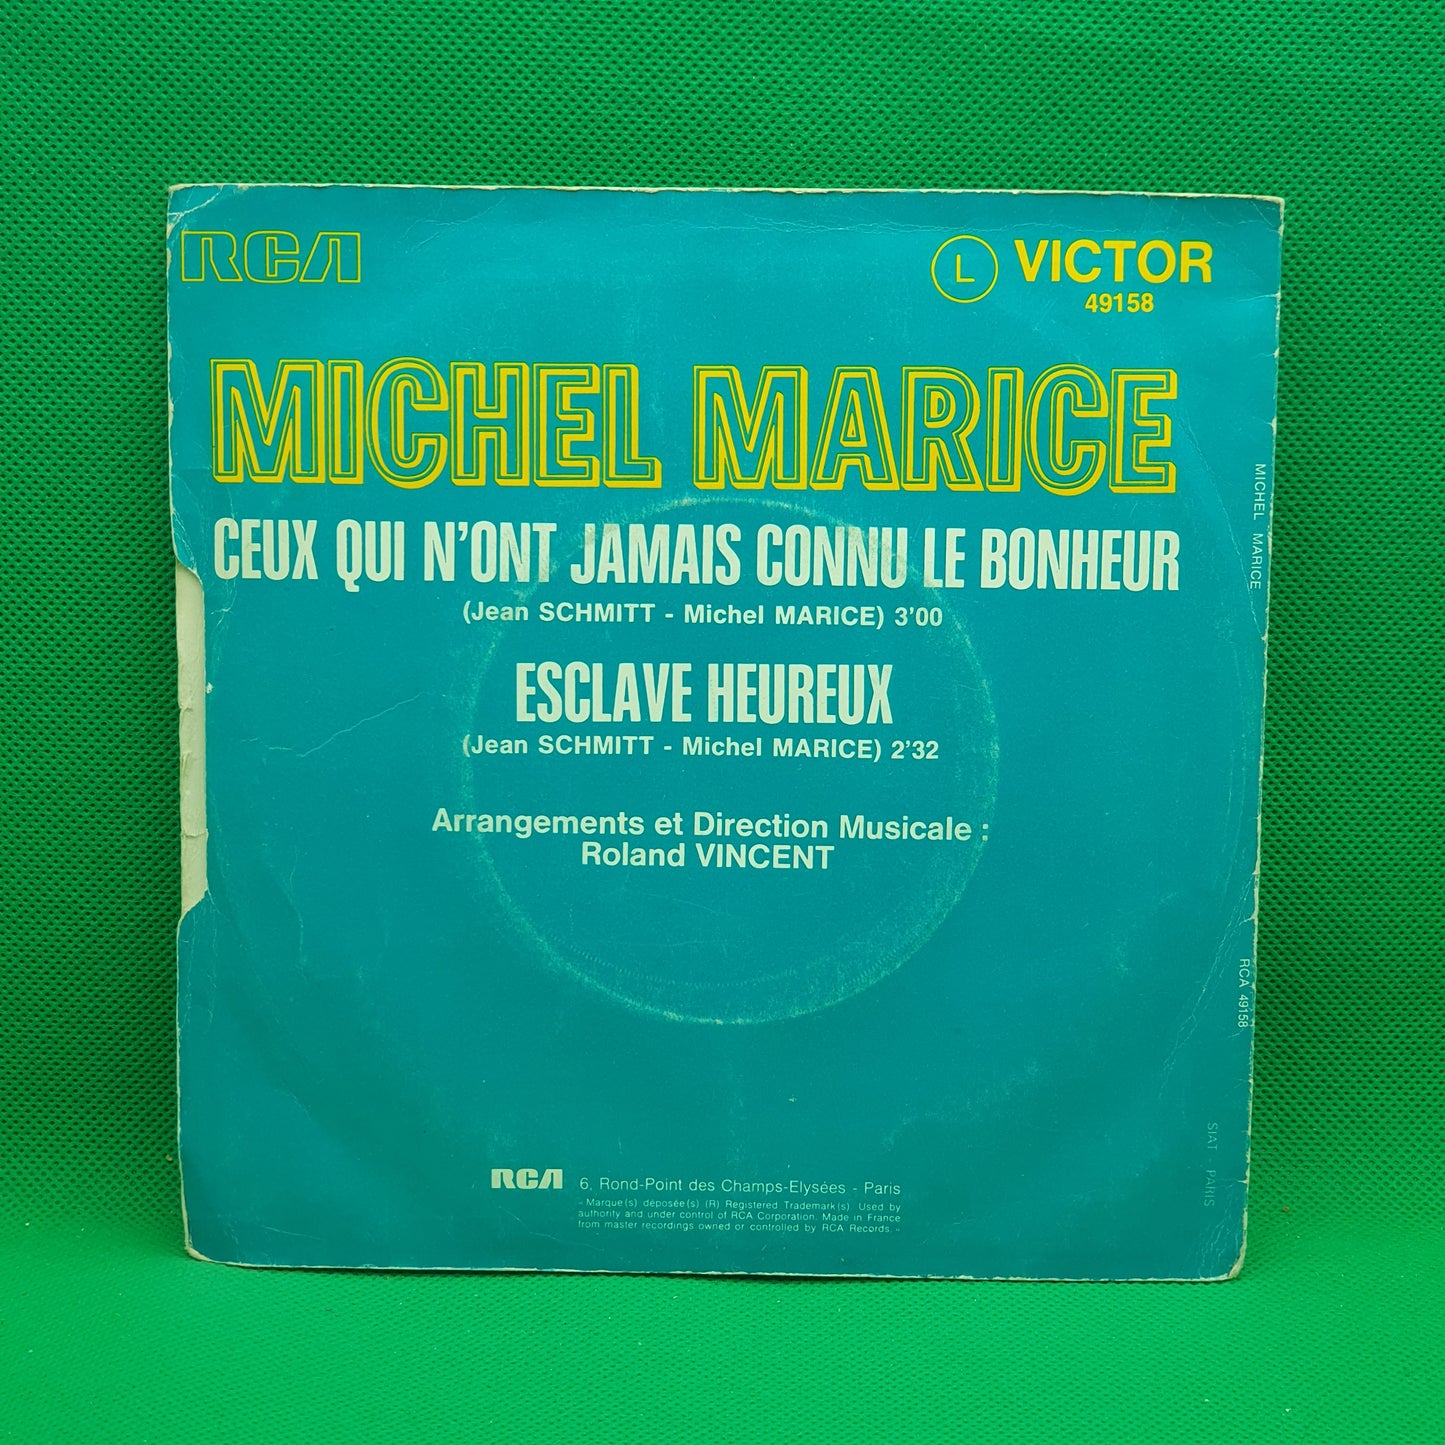 RCA
L VICTOR
49158
MICHEL MARICE
CEUX QUI N'ONT JAMAIS CONNU LE BONHEUR
(Jean SCHMITT - Michel MARICE) 3'00
ESCLAVE HEUREUX
(Jean SCHMITT - Michel MARICE) 2'32
Arrangements et Direction Musicale :
Roland VINCENT
MICHEL MARICE
RCA 49158
SIAT PARIS
RCA 6, Rond-Point des Champs-Elysées - Paris
« Marque(s) déposée(s) (R) Registered Trademark(s). Used by
authority and under control of RCA Corporation. Made in France
from master recordings owned or controlled by RCA Records. »